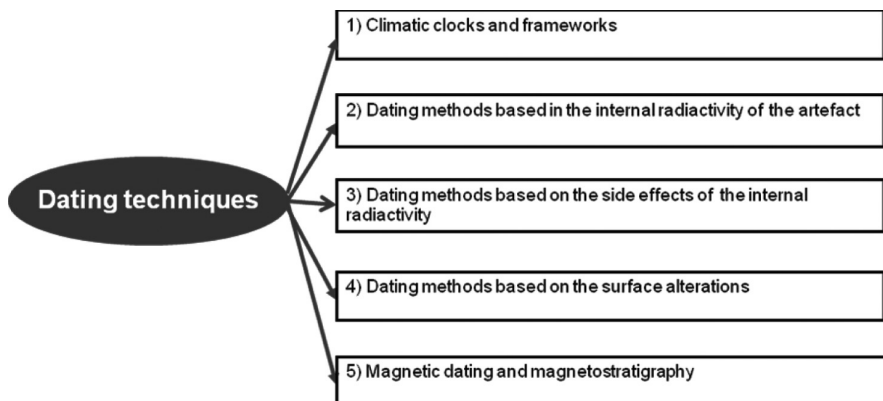 Dating techniques
1) Climatic clocks and frameworks
2) Dating methods based in the internal radiactivity of the artefact
3) Dating methods based on the side effects of the internal
radiactivity
4) Dating methods based on the surface alterations
5) Magnetic dating and magnetostratigraphy